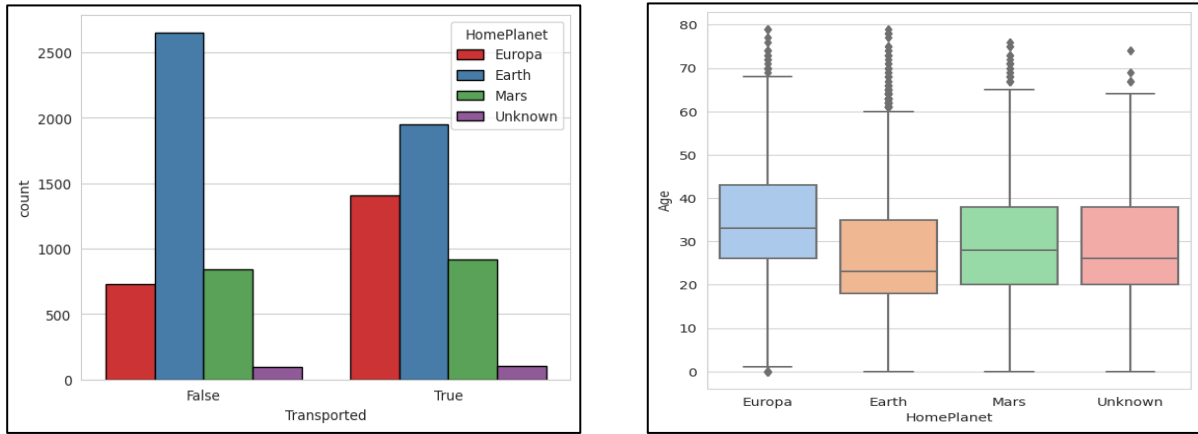 HomePlanet
Europa
Earth
Mars
Unknown
2500
2000
1500
1000
500
0
count
False True
Transported
80
70
60
50
40
30
20
10
0
Age
Europa Earth Mars Unknown
HomePlanet